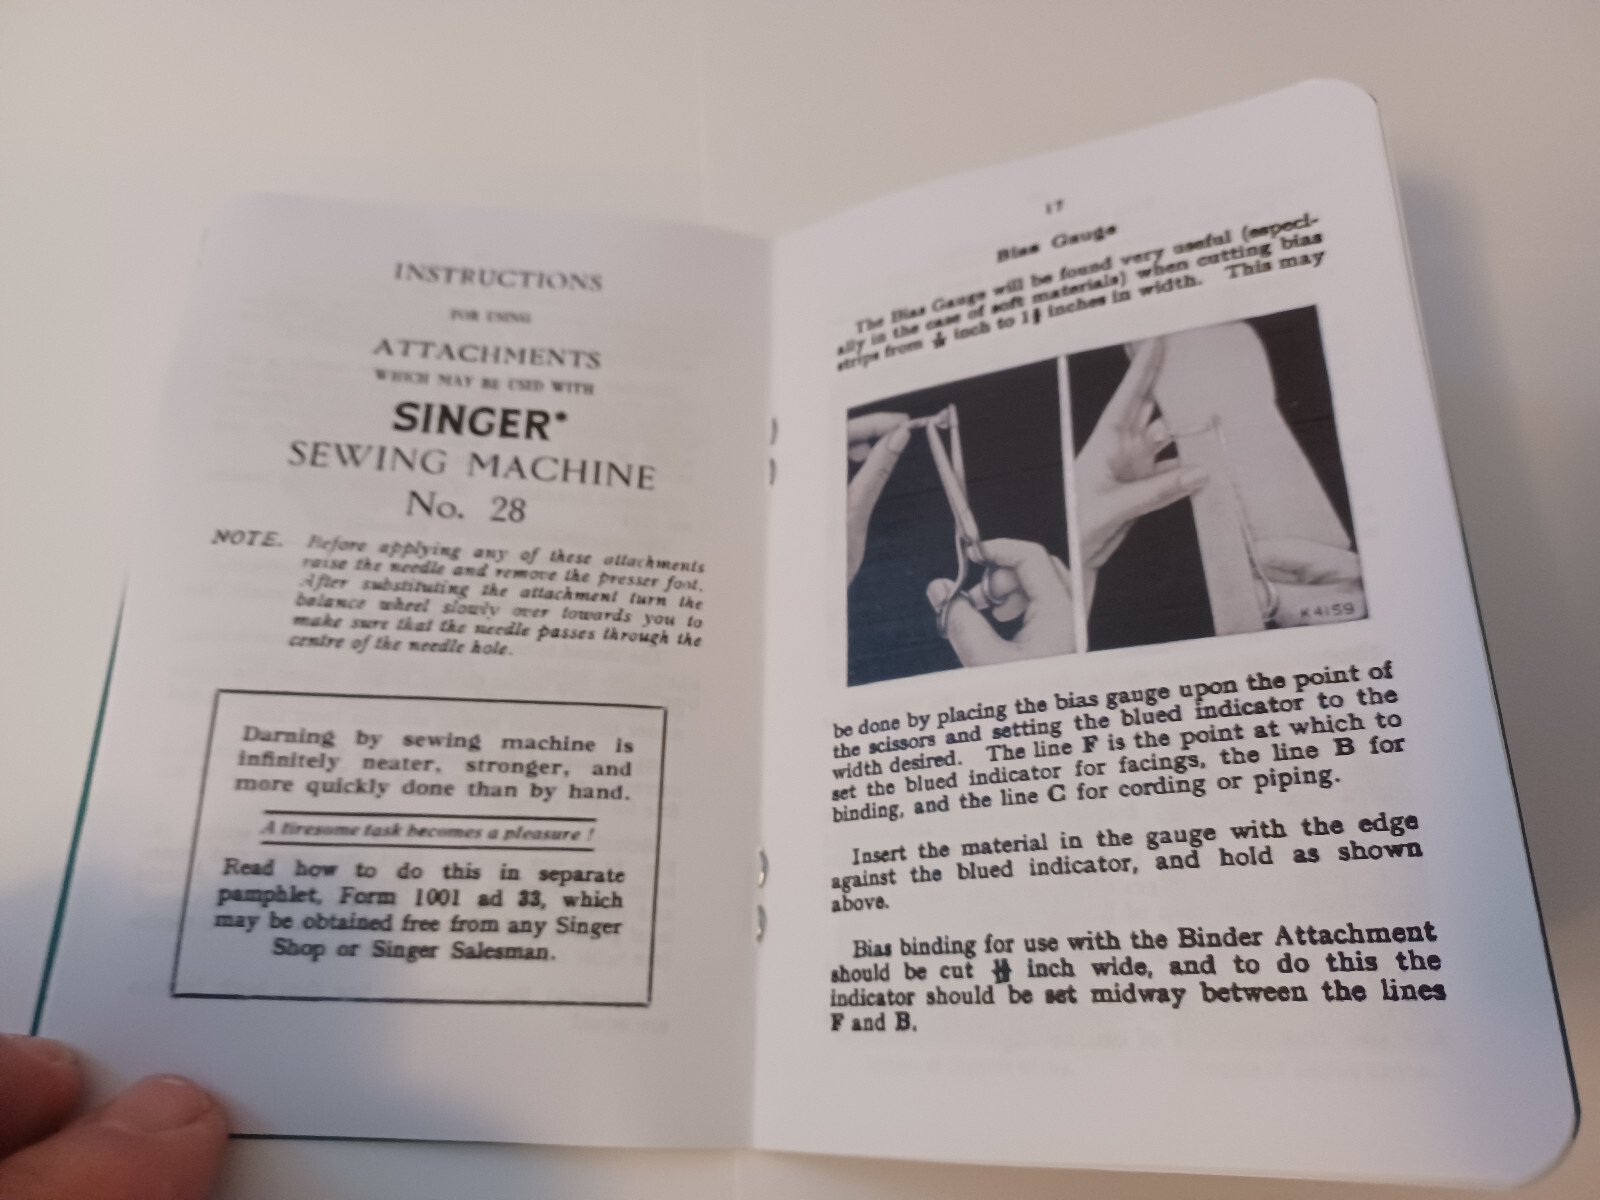 INSTRUCTIONS
FOR USING
ATTACHMENTS
WHICH MAY BE USED WITH
SINGER*
SEWING MACHINE
No. 28
NOTE. Before applying any of these attachments
raise the needle and remove the presser foot.
After substituting the attachment turn the
balance wheel slowly over towards you to
make sure that the needle passes through the
centre of the needle hole.
Darning by sewing machine is
infinitely neater, stronger, and
more quickly done than by hand.
A tiresome task becomes a pleasure !
Read how to do this in separate
pamphlet, Form 1001 ad 33, which
may be obtained free from any Singer
Shop or Singer Salesman.
17
Bias Gauge
The Bias Gauge will be found very useful (especi-
ally in the case of soft materials) when cutting bias
strips from inch to inches in width. This may
K4159
be done by placing the bias gauge upon the point of
the scissors and setting the blued indicator to the
width desired. The line F is the point at which to
set the blued indicator for facings, the line B for
binding, and the line C for cording or piping.
Insert the material in the gauge with the edge
against the blued indicator, and hold as shown
above.
Bias binding for use with the Binder Attachment
should be cut inch wide, and to do this the
indicator should be set midway between the lines
F and B.